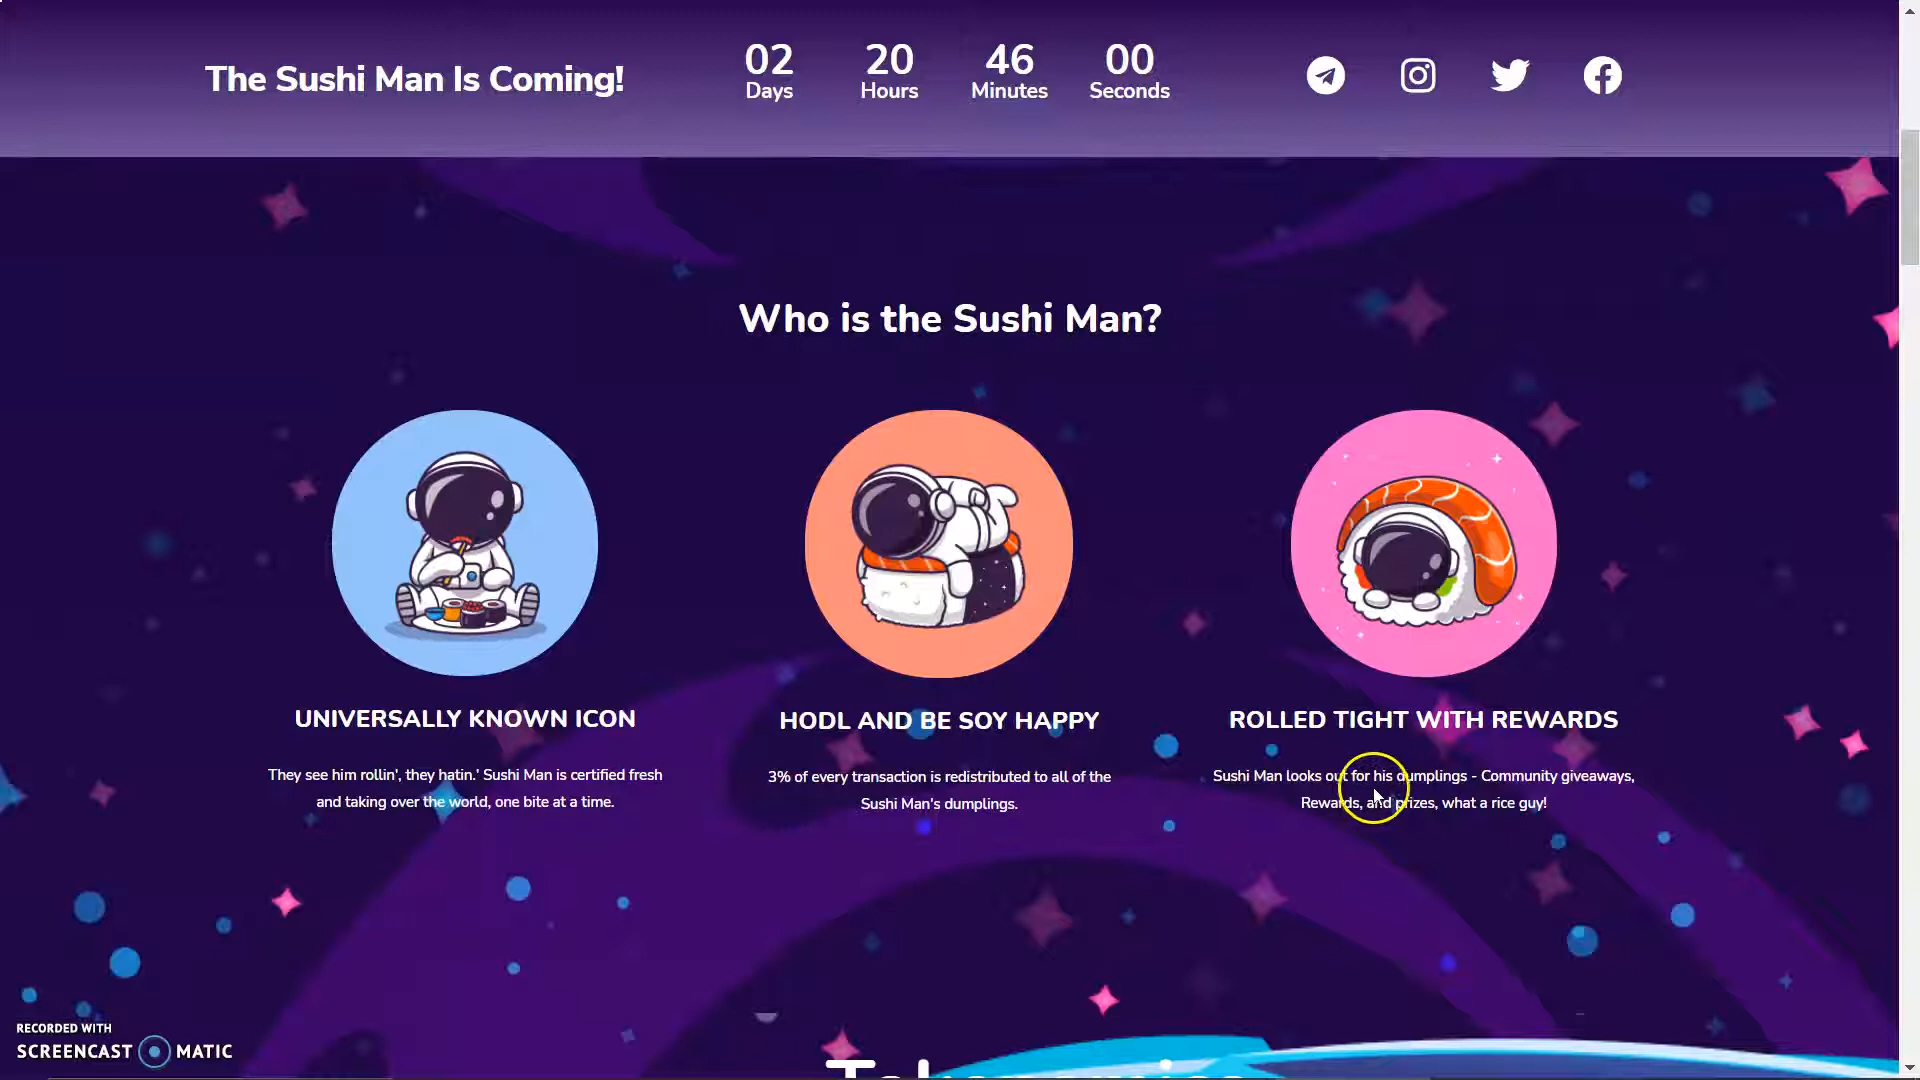 The Sushi Man Is Coming!
02 20 46 00
Days Hours Minutes Seconds
Who is the Sushi Man?
UNIVERSALLY KNOWN ICON
They see him rollin', they hatin.' Sushi Man is certified fresh
and taking over the world, one bite at a time.
HODL AND BE SOY HAPPY
3% of every transaction is redistributed to all of the
Sushi Man's dumplings.
ROLLED TIGHT WITH REWARDS
Sushi Man looks out for his dumplings - Community giveaways,
Rewards, and prizes, what a rice guy!
RECORDED WITH
SCREENCAST MATIC